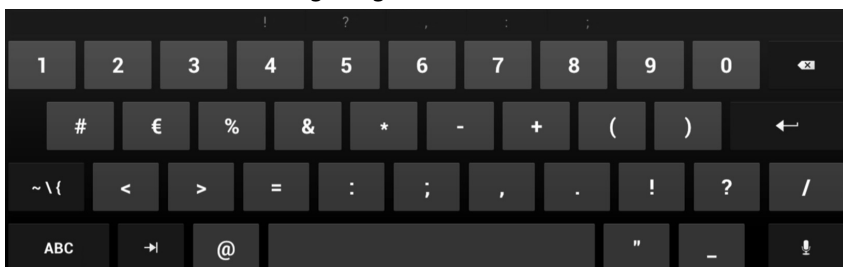 ! ? , : ;
1 2 3 4 5 6 7 8 9 0
# € % & * - + ( )
~ \ { < > = : ; , . ! ? /
ABC @ " _